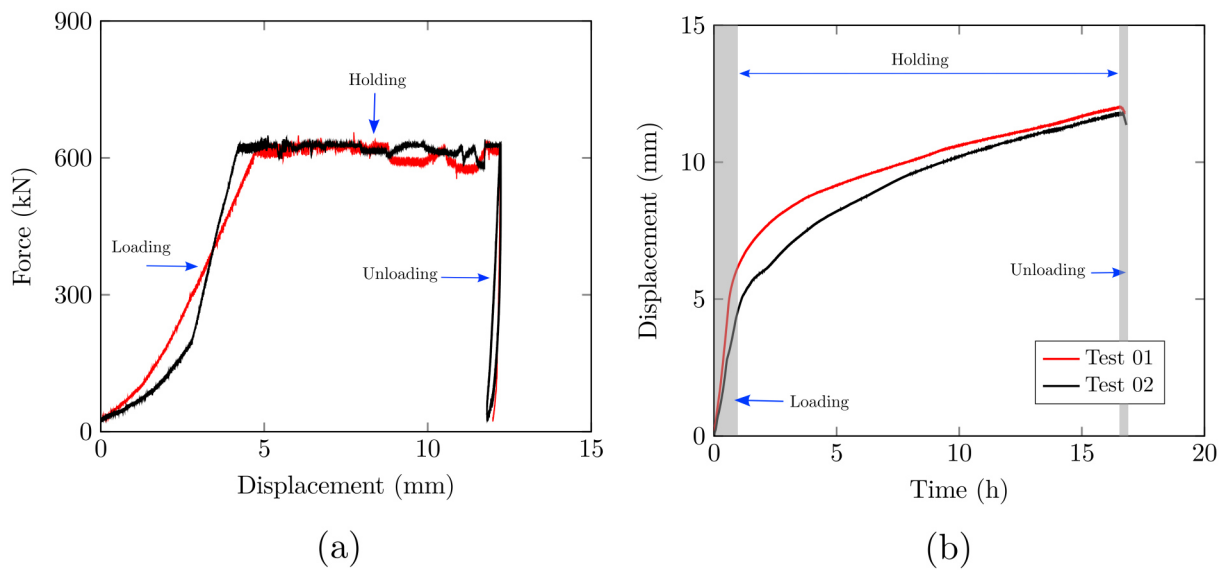 900
600
300
0
Force (kN)
Holding
Loading
Unloading
0
5
10
15
Displacement (mm)
(a)
15
10
5
0
Displacement (mm)
Holding
Unloading
Test 01
Test 02
Loading
0
5
10
15
20
Time (h)
(b)